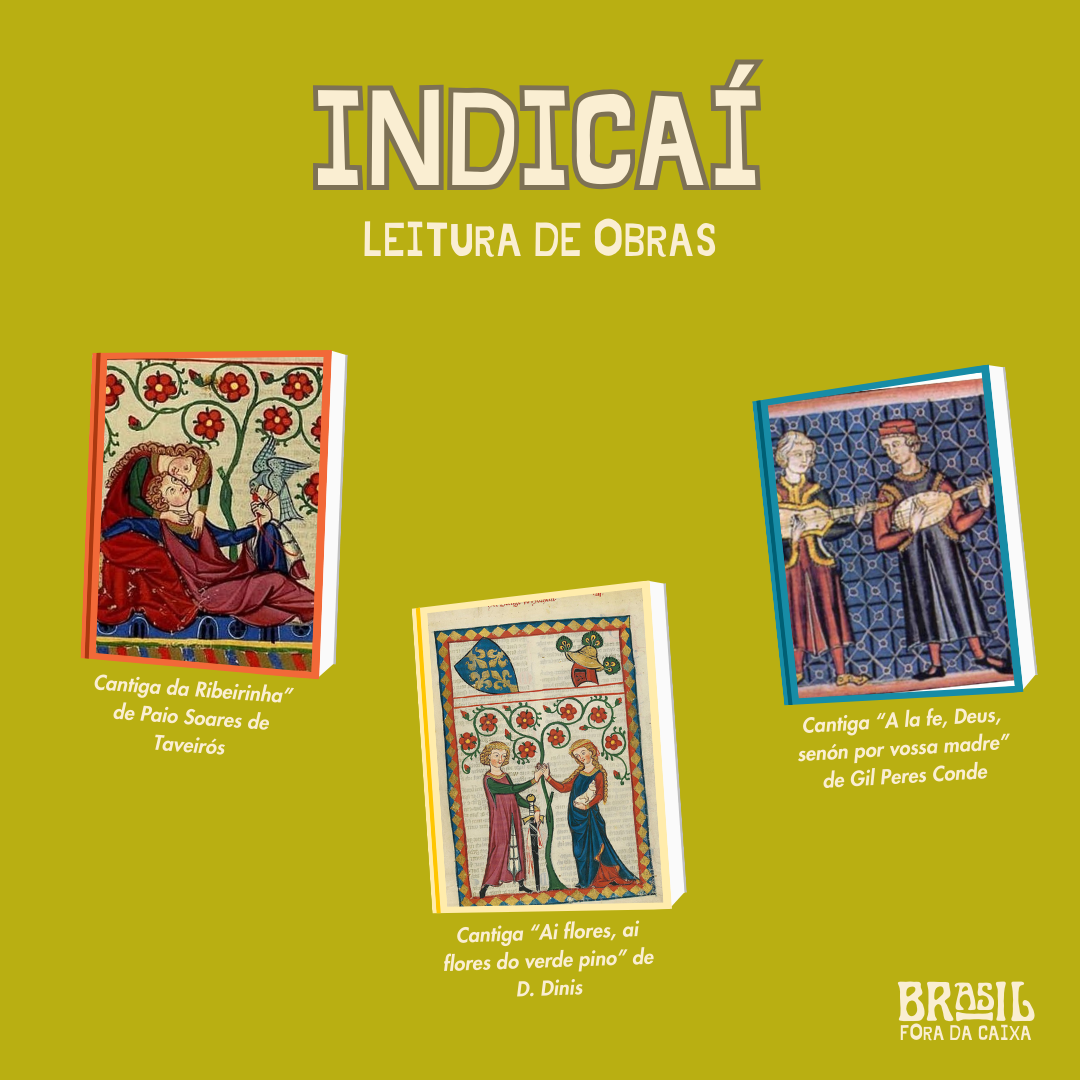 INDICAÍ
LEITURA DE OBRAS
Cantiga da Ribeirinha”
de Paio Soares de
Taveirós
Cantiga “A la fe, Deus,
senón por vossa madre”
de Gil Peres Conde
Cantiga “Ai flores, ai
flores do verde pino” de
D. Dinis
BRASIL
FORA DA CAIXA